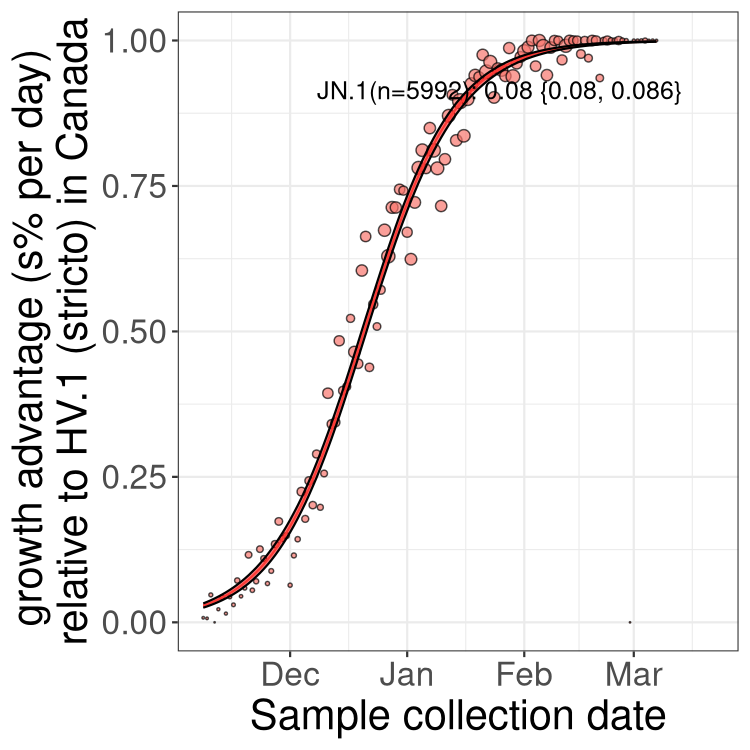 growth advantage (s% per day)
relative to HV.1 (stricto) in Canada
1.00
JN.1(n=5992): 0.08 {0.08, 0.086}
0.75
0.50
0.25
0.00
Dec Jan Feb Mar
Sample collection date